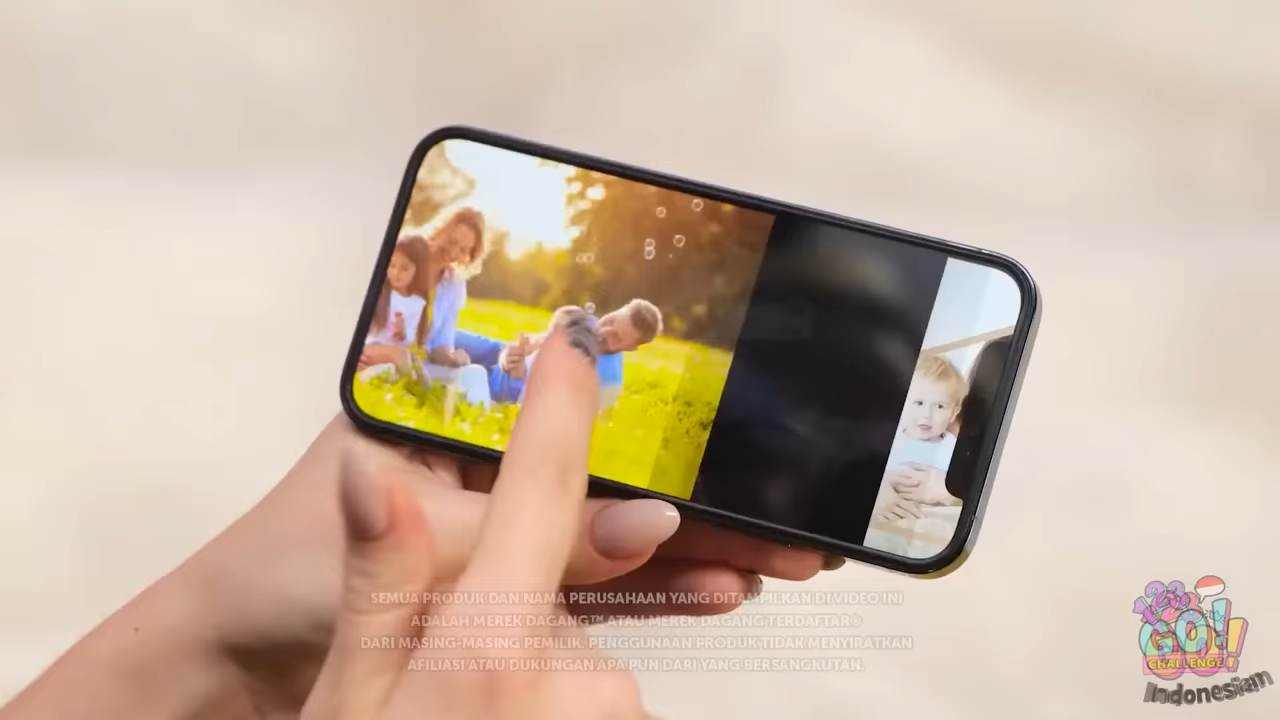 SEMUA PRODUK DAN NAMA PERUSAHAAN YANG DITAMPILKAN DI VIDEO INI
ADALAH MEREK DAGANG™ ATAU MEREK DAGANG TERDAFTAR®
DARI MASING-MASING PEMILIK. PENGGUNAAN PRODUK TIDAK MENYIRATKAN
AFILIASI ATAU DUKUNGAN APA PUN DARI YANG BERSANGKUTAN.
123
GO!
CHALLENGE!
Indonesian